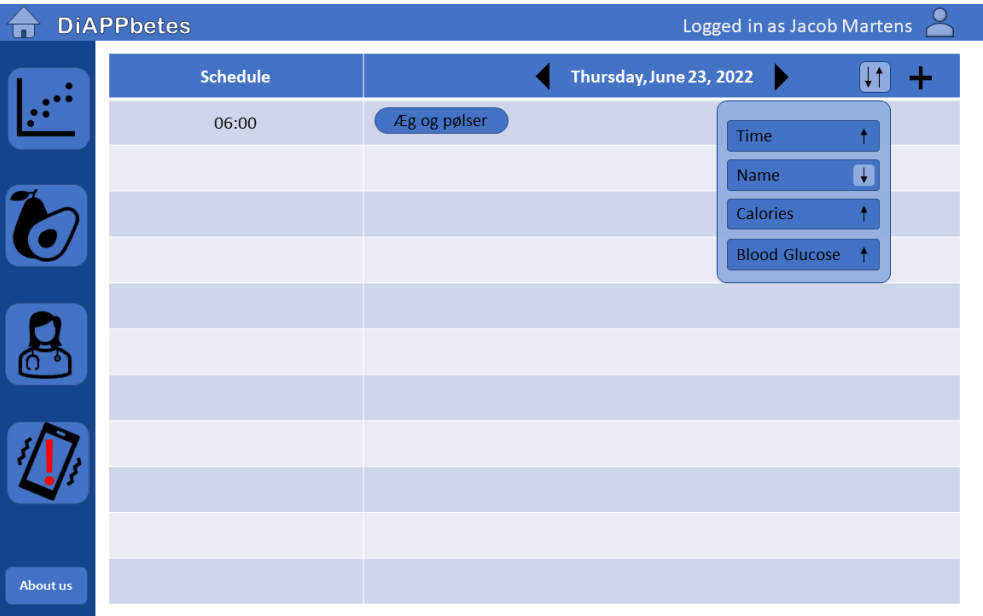 DiAPPbetes
Logged in as Jacob Martens
Schedule
Thursday, June 23, 2022
06:00
Æg og pølser
Time
Name
Calories
Blood Glucose
About us